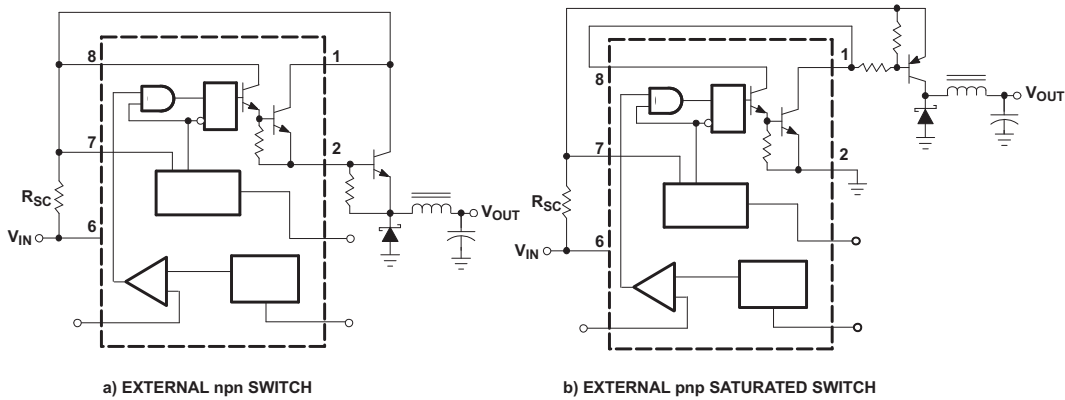 8
1
7
2
RSC
VIN
6
VOUT
a) EXTERNAL npn SWITCH
1
8
VOUT
7
2
RSC
VIN
6
b) EXTERNAL pnp SATURATED SWITCH